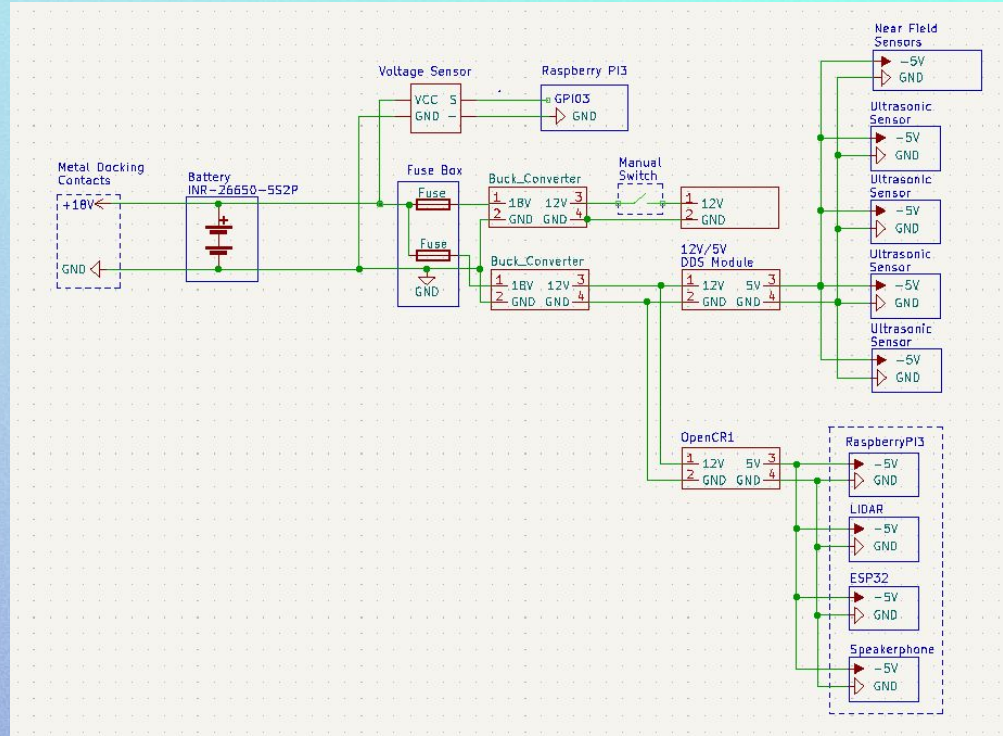 Near Field
Sensors
-5V
GND
Voltage Sensor
VCC S
GND -
Raspberry PI3
GPIO3
GND
Ultrasonic
Sensor
-5V
GND
Metal Docking
Contacts
+18V
GND
Battery
INR-26650-5S2P
+
Fuse Box
Fuse
Fuse
GND
Buck_Converter
1 18V 12V 3
2 GND GND 4
Manual
Switch
1 12V
2 GND
Ultrasonic
Sensor
-5V
GND
Buck_Converter
1 18V 12V 3
2 GND GND 4
12V/5V
DDS Module
1 12V 5V 3
2 GND GND 4
Ultrasonic
Sensor
-5V
GND
Ultrasonic
Sensor
-5V
GND
OpenCR1
1 12V 5V 3
2 GND GND 4
RaspberryPI3
-5V
GND
LIDAR
-5V
GND
ESP32
-5V
GND
Speakerphone
-5V
GND